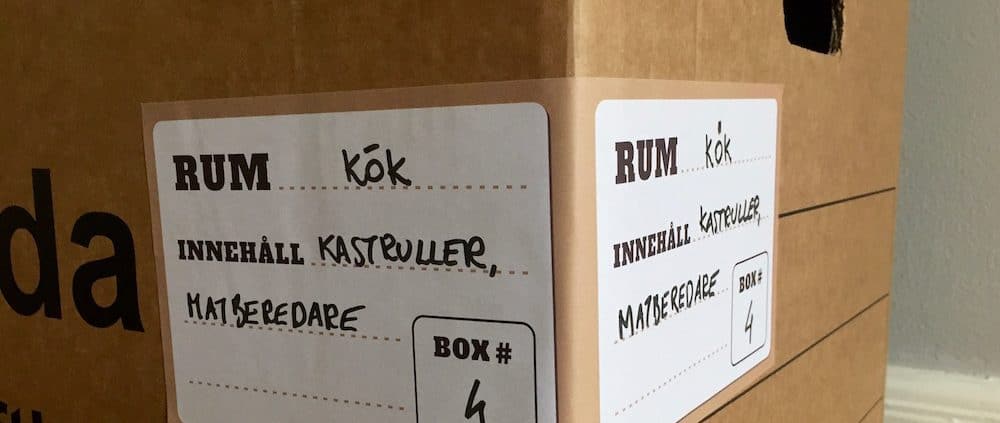 da
RUM KÖK
INNEHÅLL KASTRULLER,
MATBEREDARE
BOX #
4
RUM KÖK
INNEHÅLL KASTRULLER,
MATBEREDARE
BOX #
4